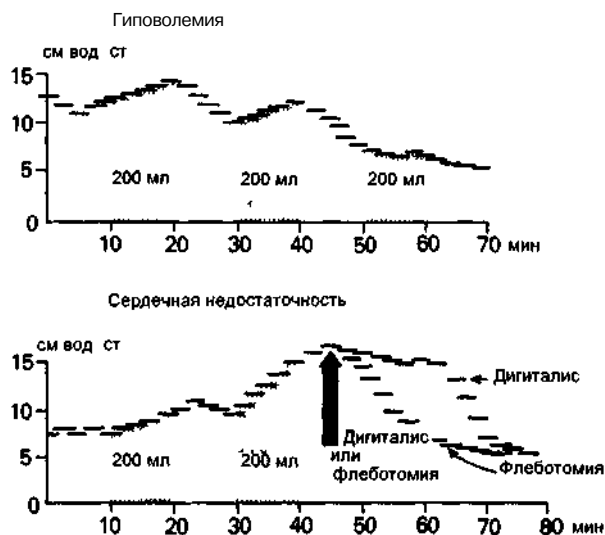 Гиповолемия
см вод ст
15
10
5
0
200 мл 200 мл 200 мл
10 20 30 40 50 60 70 мин
Сердечная недостаточность
см вод ст
15
10
5
0
Дигиталис
Дигиталис
или
флеботомия
Флеботомия
200 мл 200 мл
10 20 30 40 50 60 70 80 мин